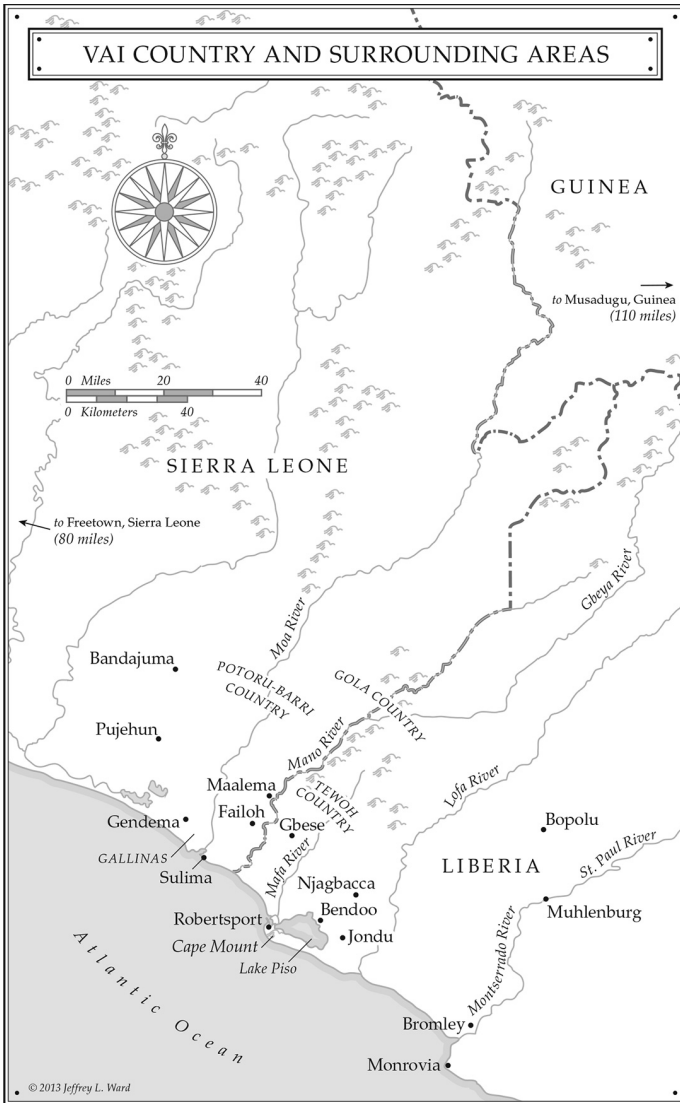 VAI COUNTRY AND SURROUNDING AREAS
GUINEA
to Musadugu, Guinea
(110 miles)
0 Miles 20 40
0 Kilometers 40
SIERRA LEONE
to Freetown, Sierra Leone
(80 miles)
Gbeya River
Moa River
Bandajuma
POTORU-BARRI
COUNTRY
GOLA COUNTRY
Pujehun
Mano River
Maalema
TEWOH
COUNTRY
Lofa River
Gendema
Failoh
Gbese
Bopolu
GALLINAS
Mafa River
LIBERIA
St. Paul River
Sulima
Njagbacca
Bendoo
Muhlenburg
Robertsport
Jondu
Cape Mount
Lake Piso
Montserrado River
Atlantic Ocean
Bromley
Monrovia
© 2013 Jeffrey L. Ward